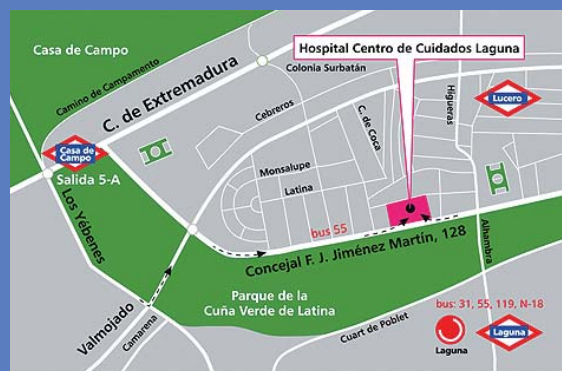 Casa de Campo
Hospital Centro de Cuidados Laguna
Camino de Campamento
C. de Extremadura
Colonia Surbatán
Cebreros
C. de Coca
Higueras
Lucero
Casa de
Campo
Salida 5-A
Monsalupe
Latina
Los Yébenes
bus 55
Concejal F. J. Jiménez Martín, 128
Alhambra
Parque de la
Cuña Verde de Latina
Valmojado
Camarena
Cuart de Poblet
bus: 31, 55, 119, N-18
Laguna
Laguna